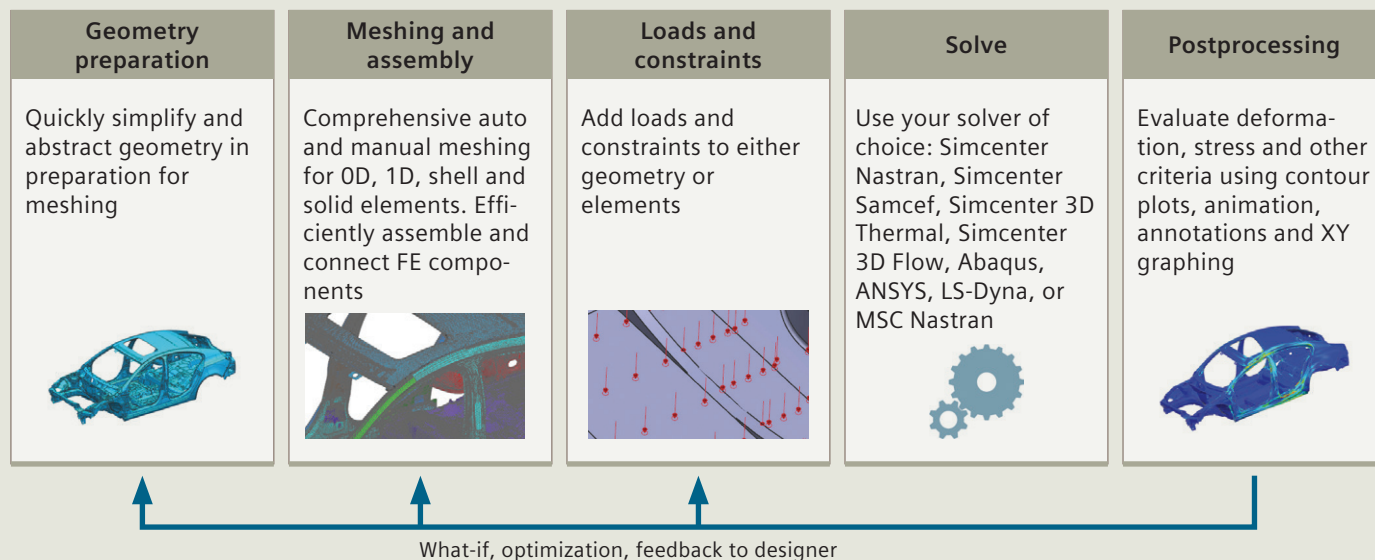 Geometry
preparation
Quickly simplify and
abstract geometry in
preparation for
meshing
Meshing and
assembly
Comprehensive auto
and manual meshing
for 0D, 1D, shell and
solid elements. Effi-
ciently assemble and
connect FE compo-
nents
Loads and
constraints
Add loads and
constraints to either
geometry or
elements
Solve
Use your solver of
choice: Simcenter
Nastran, Simcenter
Samcef, Simcenter 3D
Thermal, Simcenter
3D Flow, Abaqus,
ANSYS, LS-Dyna, or
MSC Nastran
Postprocessing
Evaluate deforma-
tion, stress and other
criteria using contour
plots, animation,
annotations and XY
graphing
What-if, optimization, feedback to designer